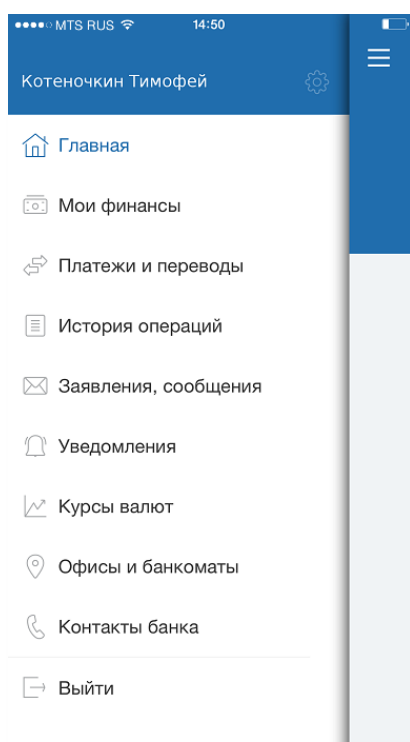 MTS RUS 14:50
Котеночкин Тимофей
Главная
Мои финансы
Платежи и переводы
История операций
Заявления, сообщения
Уведомления
Курсы валют
Офисы и банкоматы
Контакты банка
Выйти